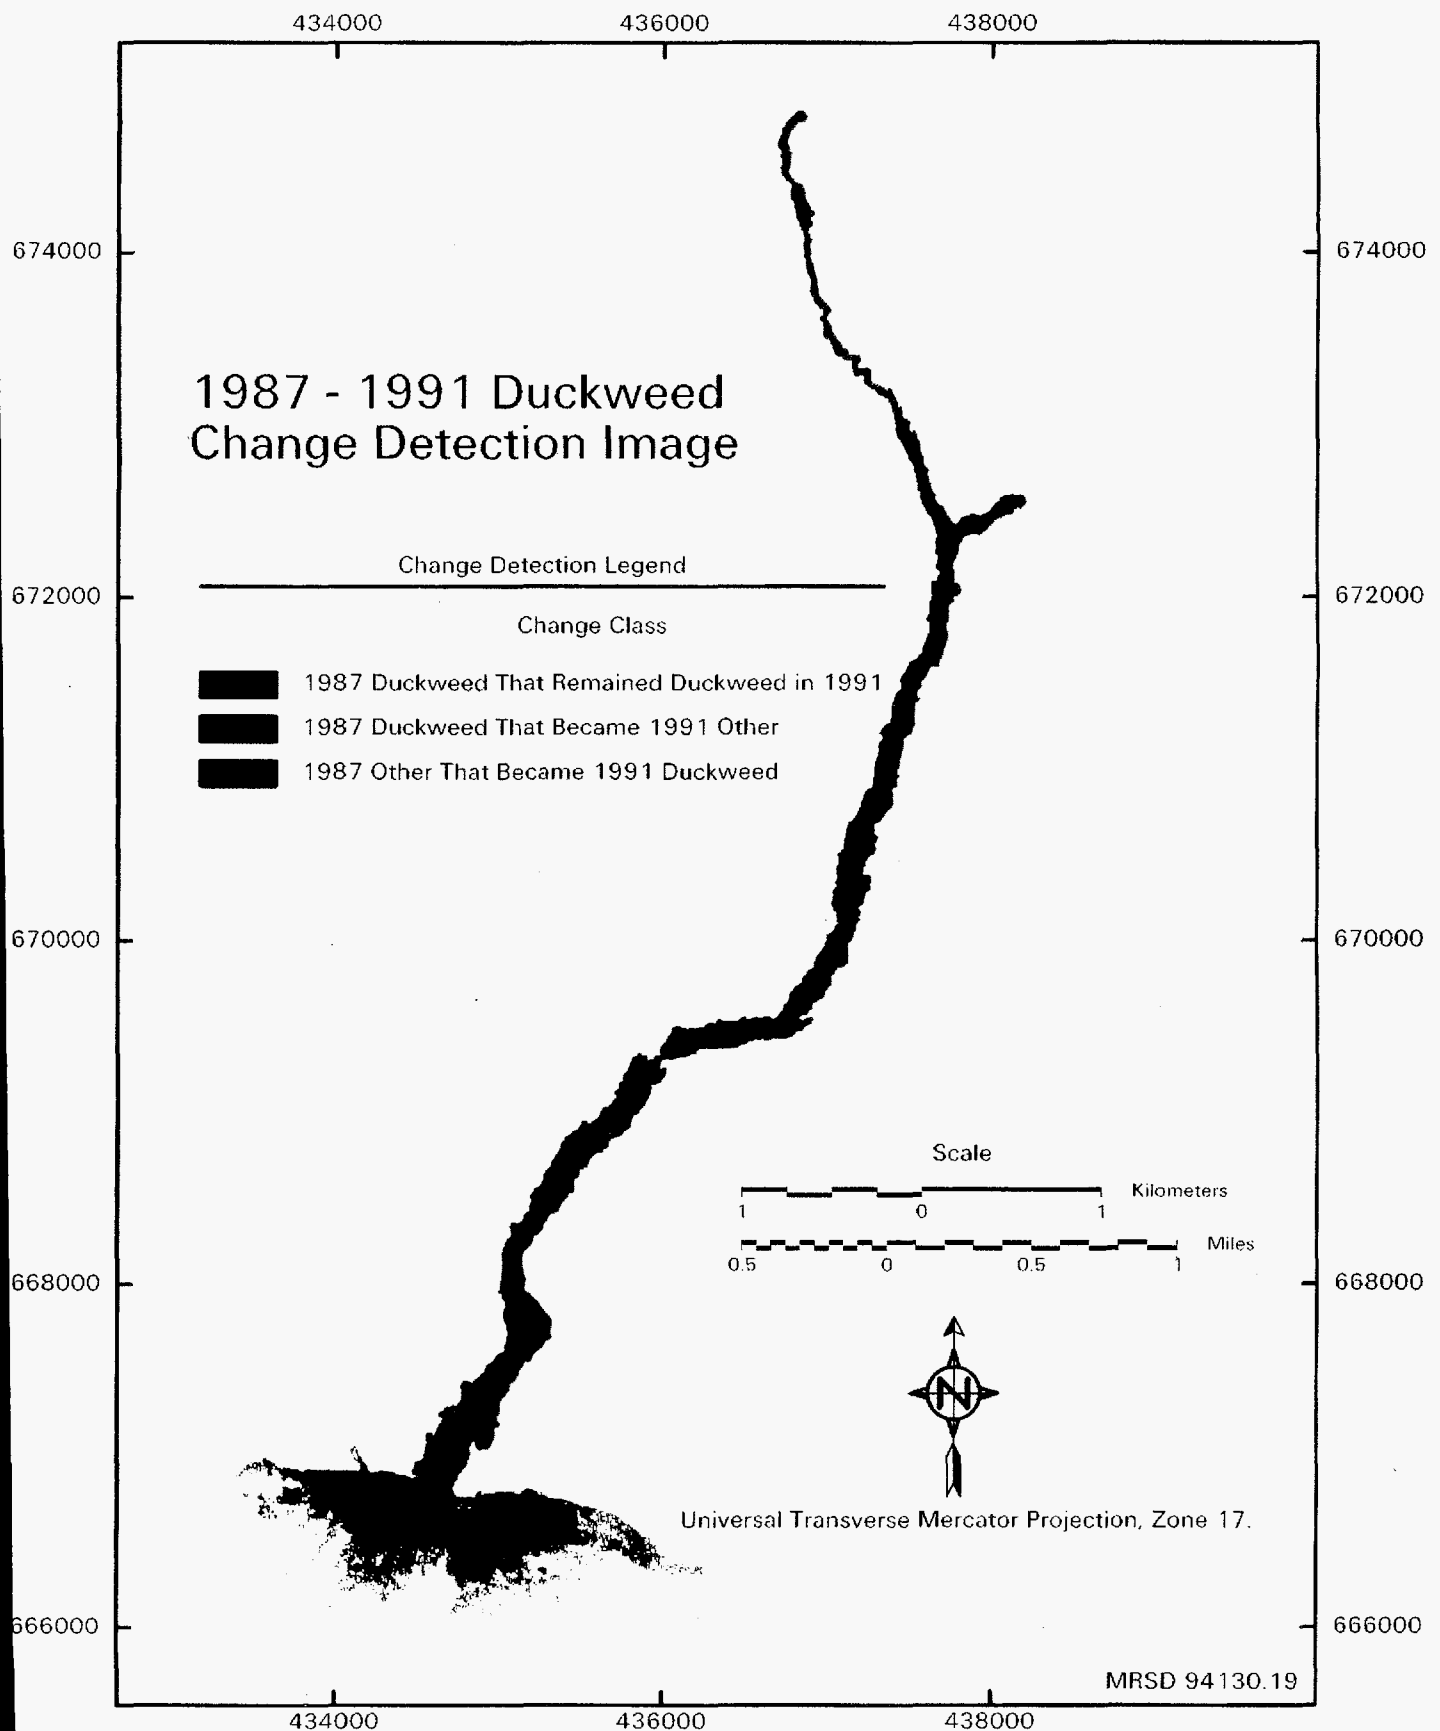 434000 436000 438000
674000 674000
1987 - 1991 Duckweed
Change Detection Image
Change Detection Legend
672000 672000
Change Class
1987 Duckweed That Remained Duckweed in 1991
1987 Duckweed That Became 1991 Other
1987 Other That Became 1991 Duckweed
670000 670000
Scale
Kilometers
1 0 1
Miles
0.5 0 0.5 1
668000 668000
N
Universal Transverse Mercator Projection, Zone 17.
666000 666000
MRSD 94130.19
434000 436000 438000